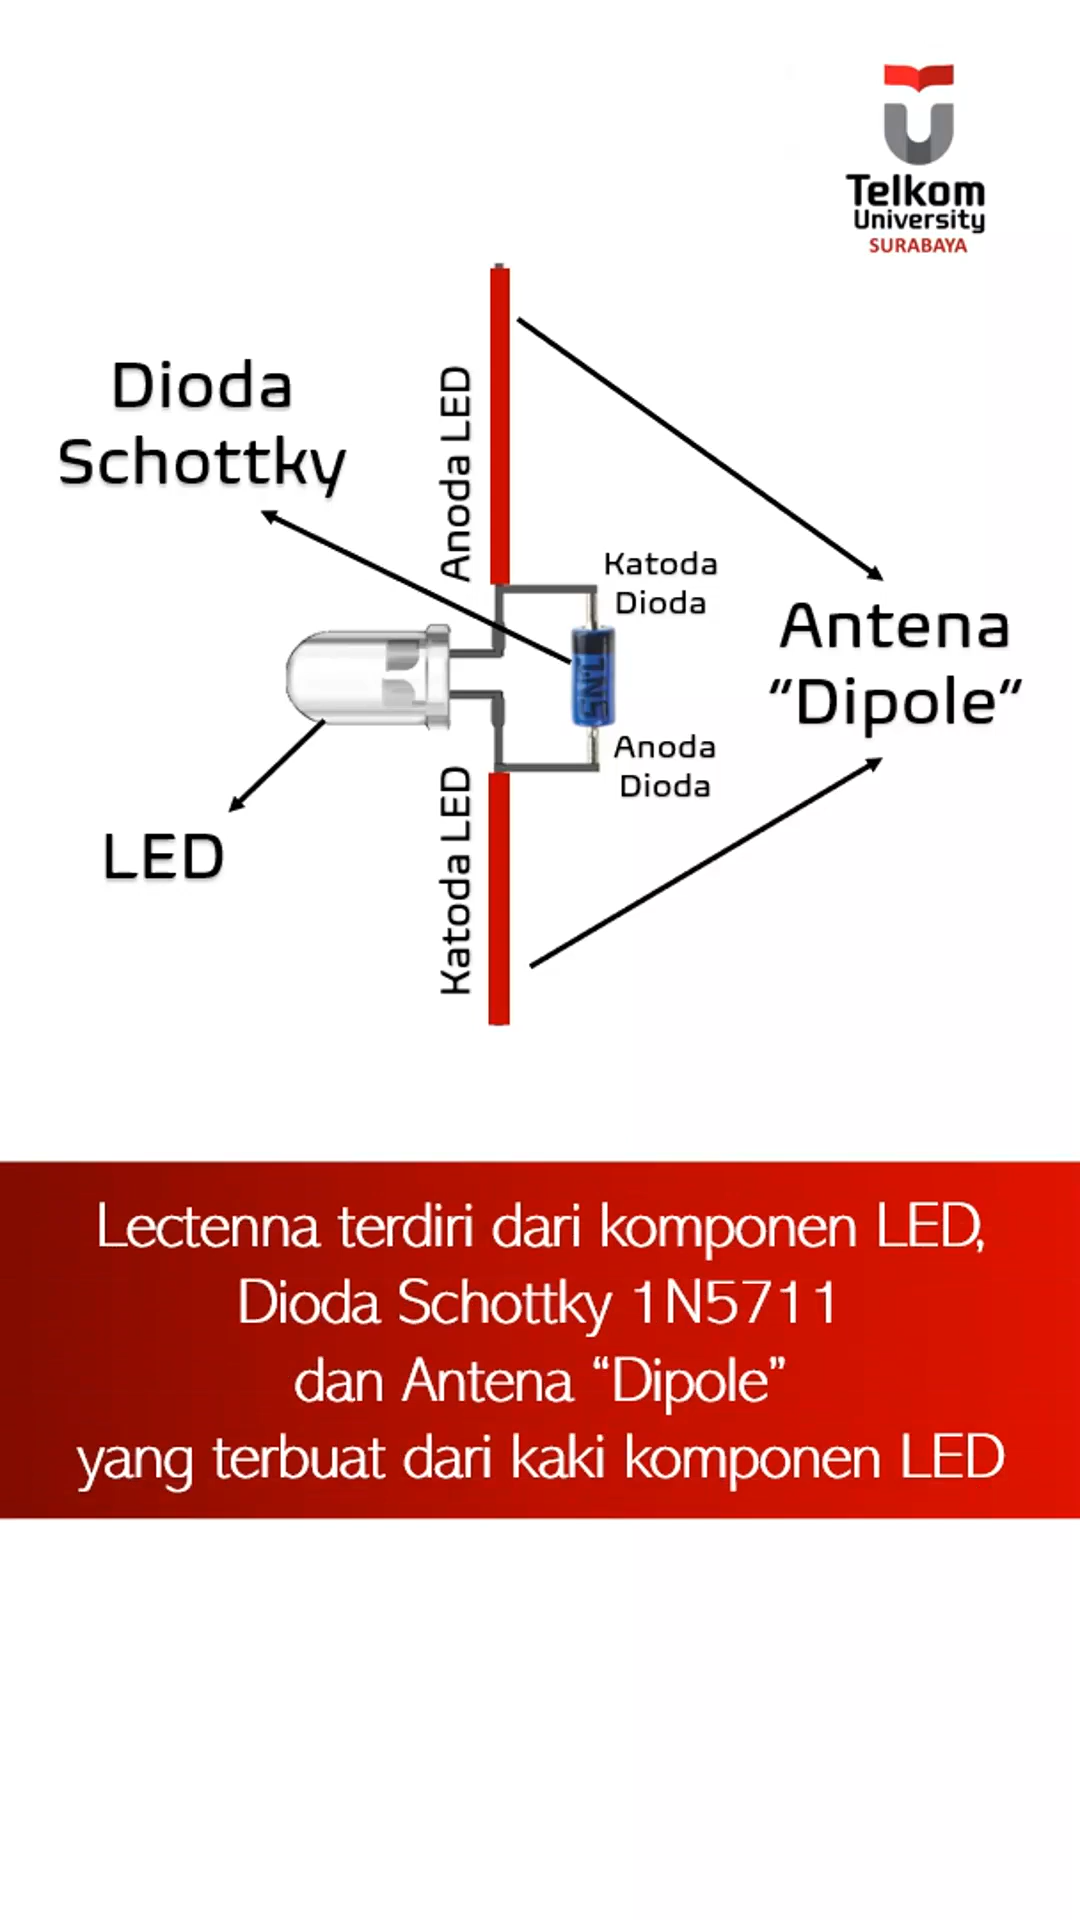 Telkom
University
SURABAYA
Dioda
Schottky
Anoda LED
Katoda
Dioda
Antena
“Dipole”
1N5
Anoda
Dioda
LED
Katoda LED
Lectenna terdiri dari komponen LED,
Dioda Schottky 1N5711
dan Antena “Dipole”
yang terbuat dari kaki komponen LED